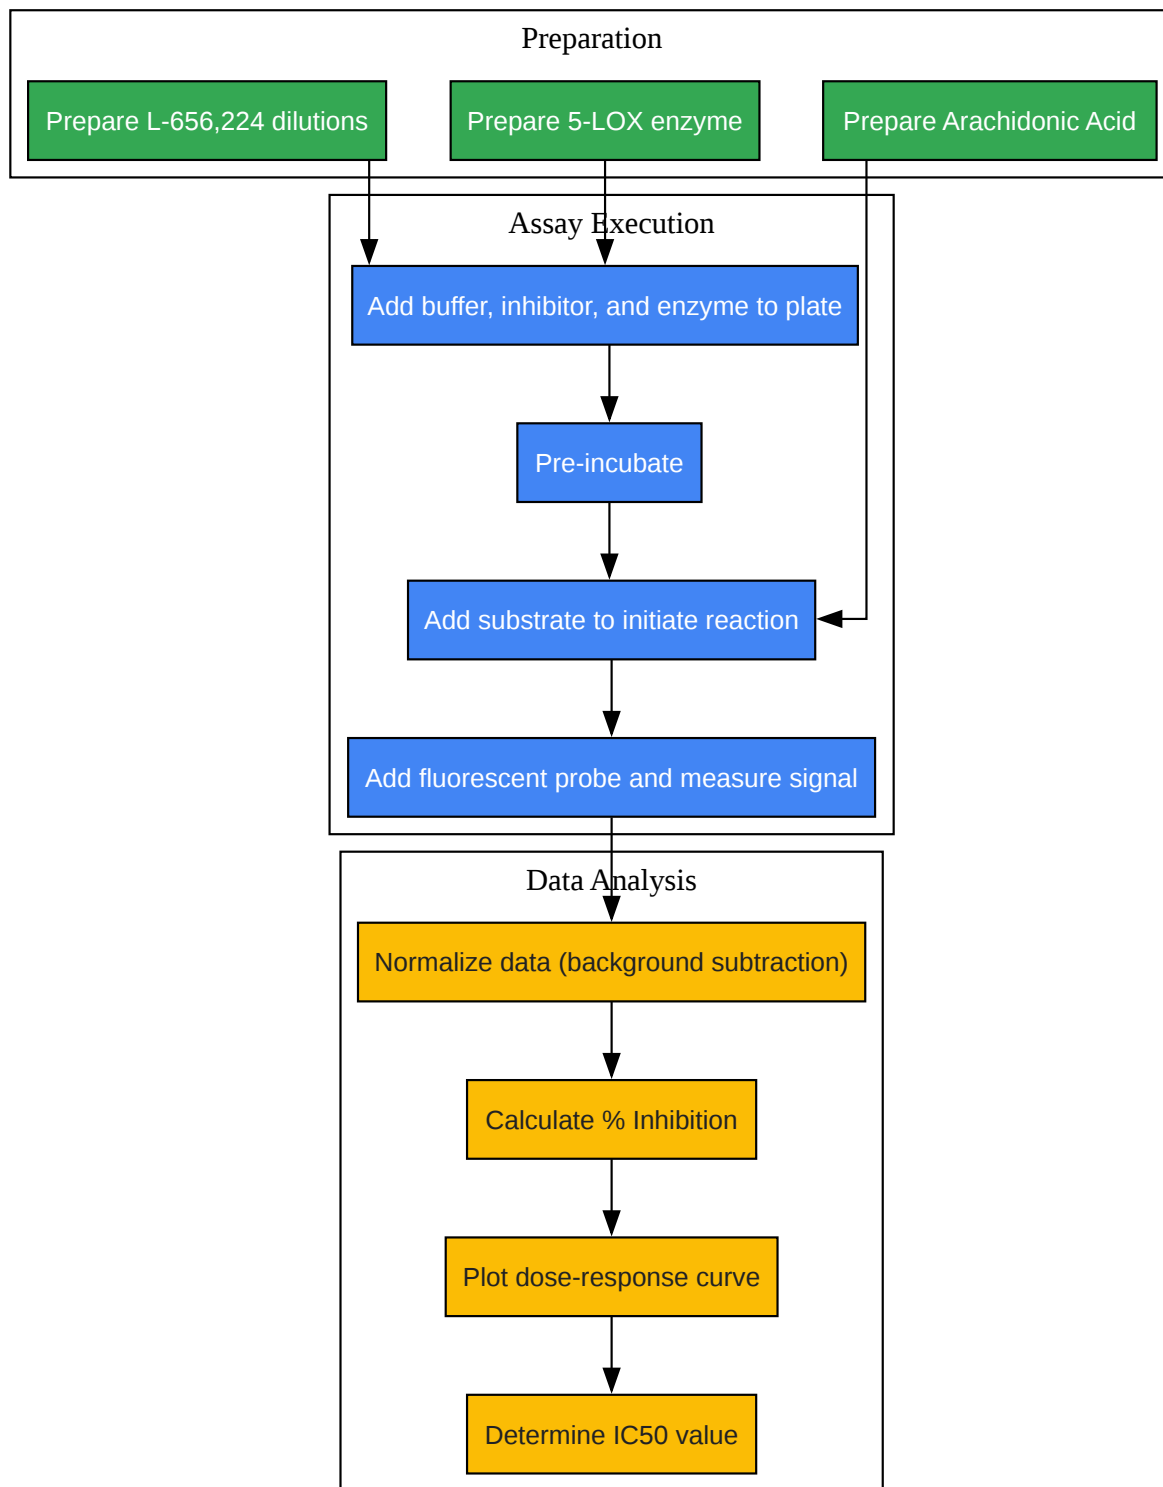 Preparation
Prepare L-656,224 dilutions
Prepare 5-LOX enzyme
Prepare Arachidonic Acid
Assay Execution
Add buffer, inhibitor, and enzyme to plate
Pre-incubate
Add substrate to initiate reaction
Add fluorescent probe and measure signal
Data Analysis
Normalize data (background subtraction)
Calculate % Inhibition
Plot dose-response curve
Determine IC50 value